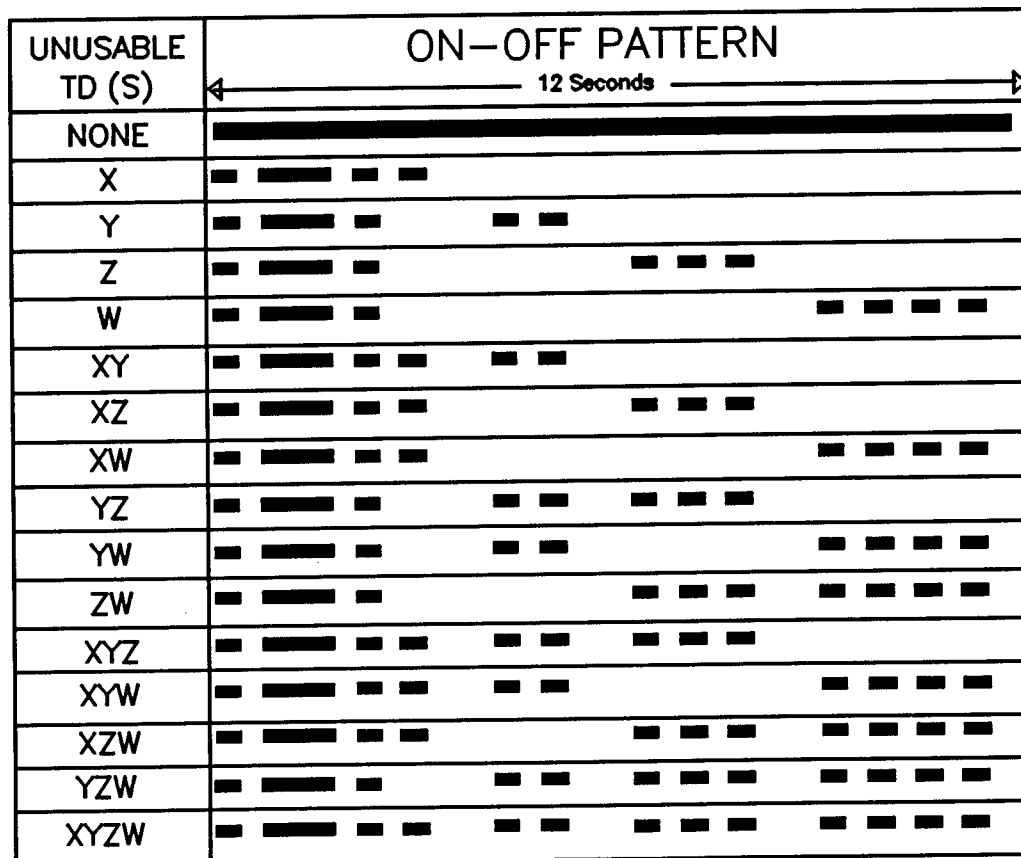 UNUSABLE
TD (S)
ON-OFF PATTERN
12 Seconds
NONE
X
Y
Z
W
XY
XZ
XW
YZ
YW
ZW
XYZ
XYW
XZW
YZW
XYZW